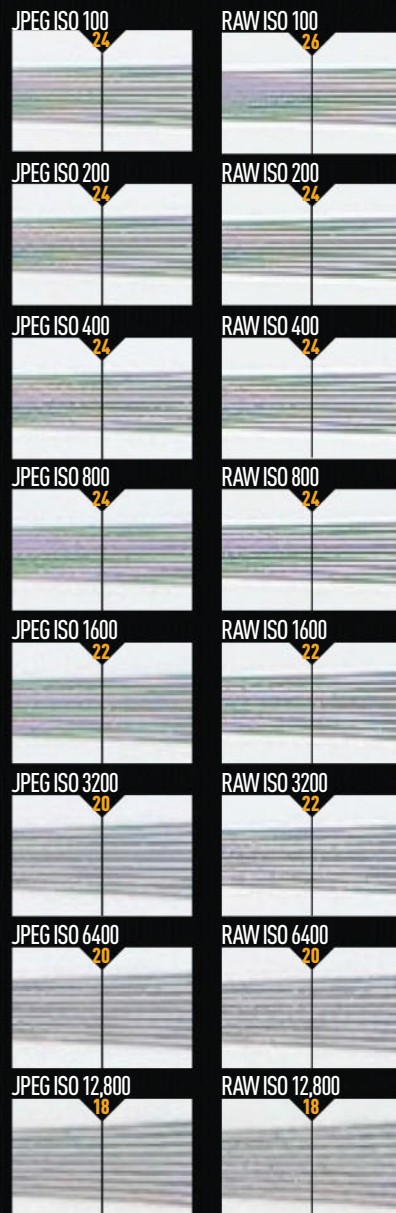 JPEG ISO 100
24
RAW ISO 100
26
JPEG ISO 200
24
RAW ISO 200
24
JPEG ISO 400
24
RAW ISO 400
24
JPEG ISO 800
24
RAW ISO 800
24
JPEG ISO 1600
22
RAW ISO 1600
22
JPEG ISO 3200
20
RAW ISO 3200
22
JPEG ISO 6400
20
RAW ISO 6400
20
JPEG ISO 12,800
18
RAW ISO 12,800
18